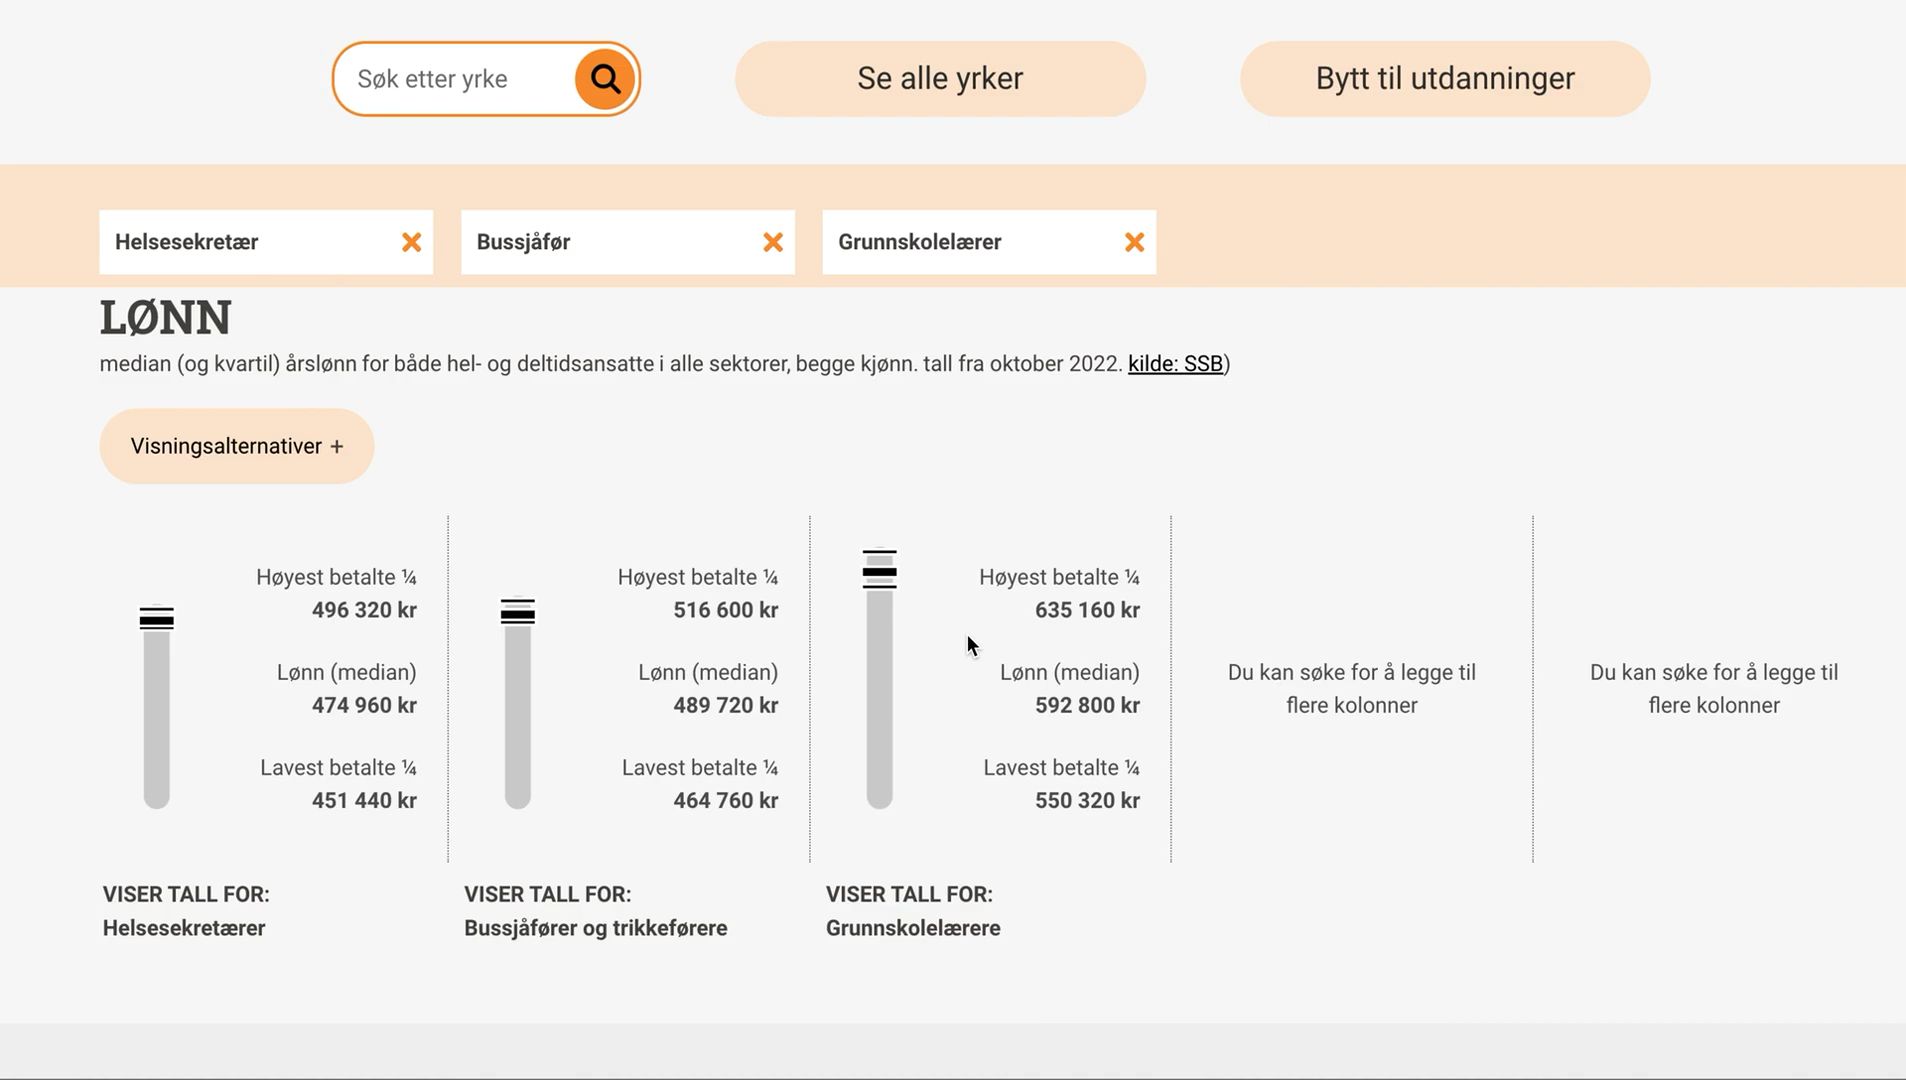 Søk etter yrke
Se alle yrker
Bytt til utdanninger
Helsesekretær
Bussjåfør
Grunnskolelærer
LØNN
median (og kvartil) årslønn for både hel- og deltidsansatte i alle sektorer, begge kjønn. tall fra oktober 2022. kilde: SSB)
Visningsalternativer +
Høyest betalte ¼
496 320 kr
Lønn (median)
474 960 kr
Lavest betalte ¼
451 440 kr
Høyest betalte ¼
516 600 kr
Lønn (median)
489 720 kr
Lavest betalte ¼
464 760 kr
Høyest betalte ¼
635 160 kr
Lønn (median)
592 800 kr
Lavest betalte ¼
550 320 kr
Du kan søke for å legge til
flere kolonner
Du kan søke for å legge til
flere kolonner
VISER TALL FOR:
Helsesekretærer
VISER TALL FOR:
Bussjåfører og trikkeførere
VISER TALL FOR:
Grunnskolelærere